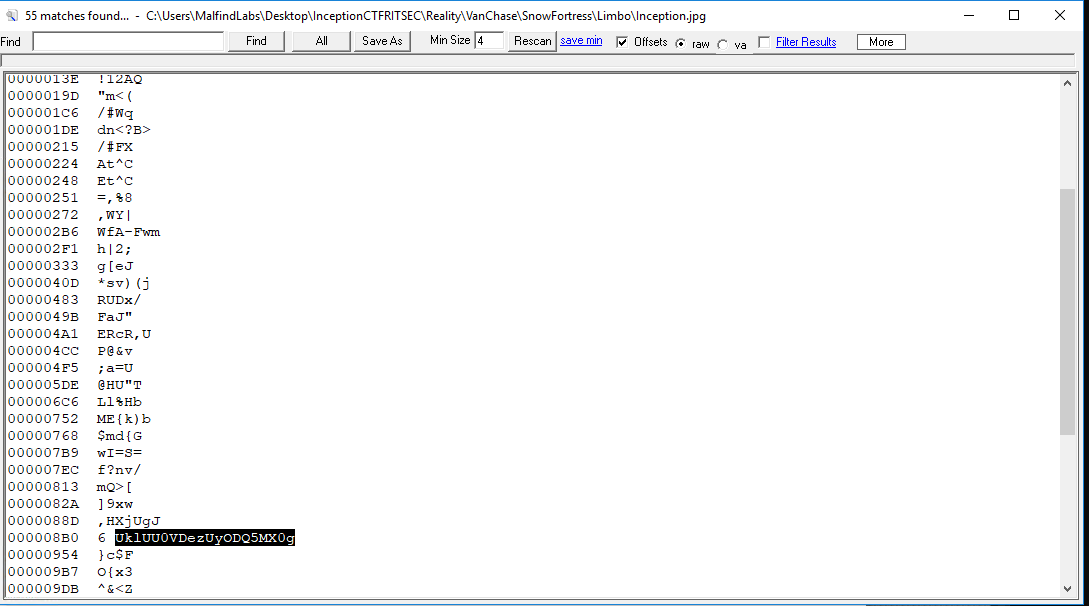 55 matches found... - C:\Users\MalfindLabs\Desktop\InceptionCTFRITSEC\Reality\VanChase\SnowFortress\Limbo\Inception.jpg
Find Find All Save As Min Size 4 Rescan save min Offsets raw va Filter Results More
0000013E !12AQ
0000019D "m<(
000001C6 /#Wq
000001DE dn<?B>
00000215 /#FX
00000224 At^C
00000248 Et^C
00000251 =,%8
00000272 ,WY|
000002B6 WfA-Fwm
000002F1 h|2;
00000333 g[eJ
0000040D *sv)(j
00000483 RUDx/
0000049B FaJ"
000004A1 ERcR,U
000004CC P@&v
000004F5 ;a=U
000005DE @HU"T
000006C6 Ll%Hb
00000752 ME{k)b
00000768 $md{G
000007B9 wI=S=
000007EC f?nv/
00000813 mQ>[
0000082A ]9xw
0000088D ,HXjUgJ
000008B0 6 UklUU0VDezUyODQ5MX0g
00000954 }c$F
000009B7 O{x3
000009DB ^&<Z